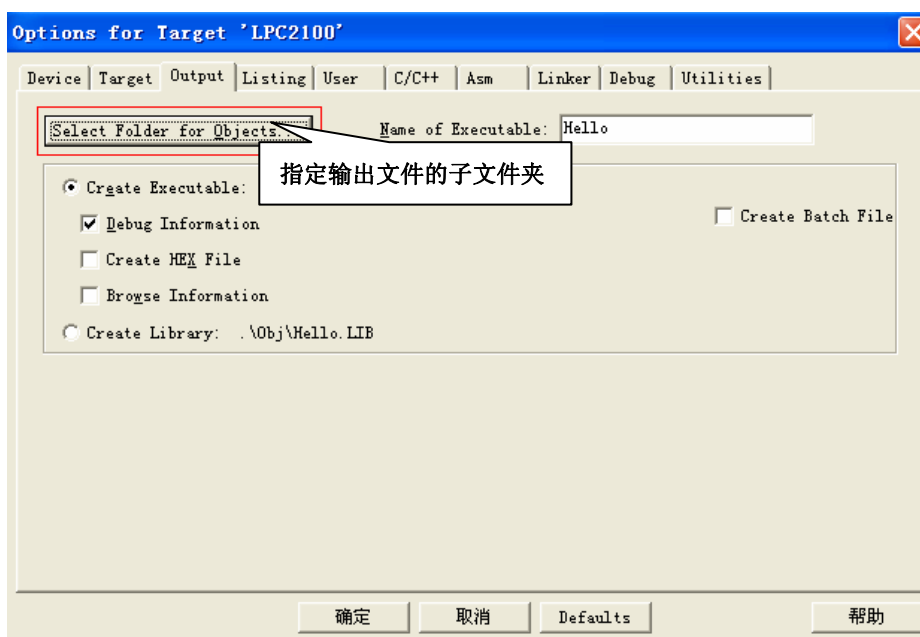 Options for Target 'LPC2100'
Device Target Output Listing User C/C++ Asm Linker Debug Utilities
Select Folder for Objects... Name of Executable: Hello
指定输出文件的子文件夹
Create Executable:
Debug Information
Create Batch File
Create HEX File
Browse Information
Create Library: .\Obj\Hello.LIB
确定 取消 Defaults 帮助